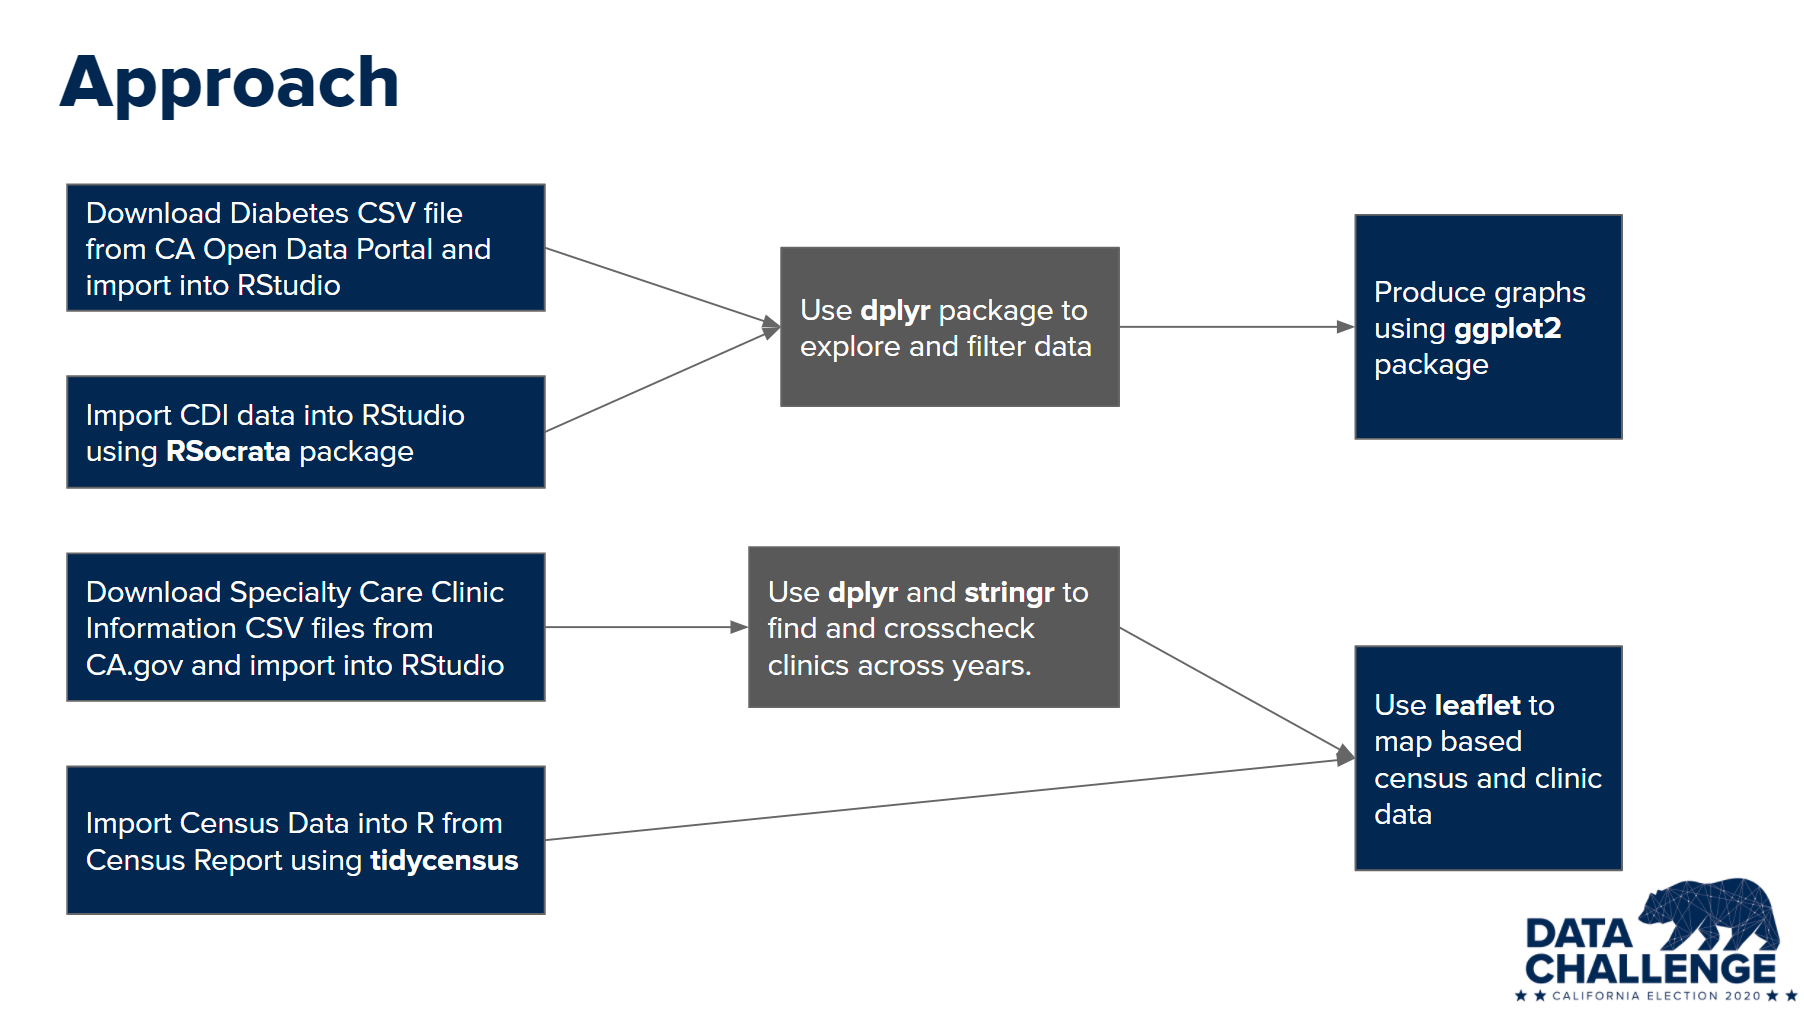 Approach
Download Diabetes CSV file
from CA Open Data Portal and
import into RStudio
Import CDI data into RStudio
using RSocrata package
Use dplyr package to
explore and filter data
Produce graphs
using ggplot2
package
Download Specialty Care Clinic
Information CSV files from
CA.gov and import into RStudio
Use dplyr and stringr to
find and crosscheck
clinics across years.
Import Census Data into R from
Census Report using tidycensus
Use leaflet to
map based
census and clinic
data
DATA
CHALLENGE
CALIFORNIA ELECTION 2020